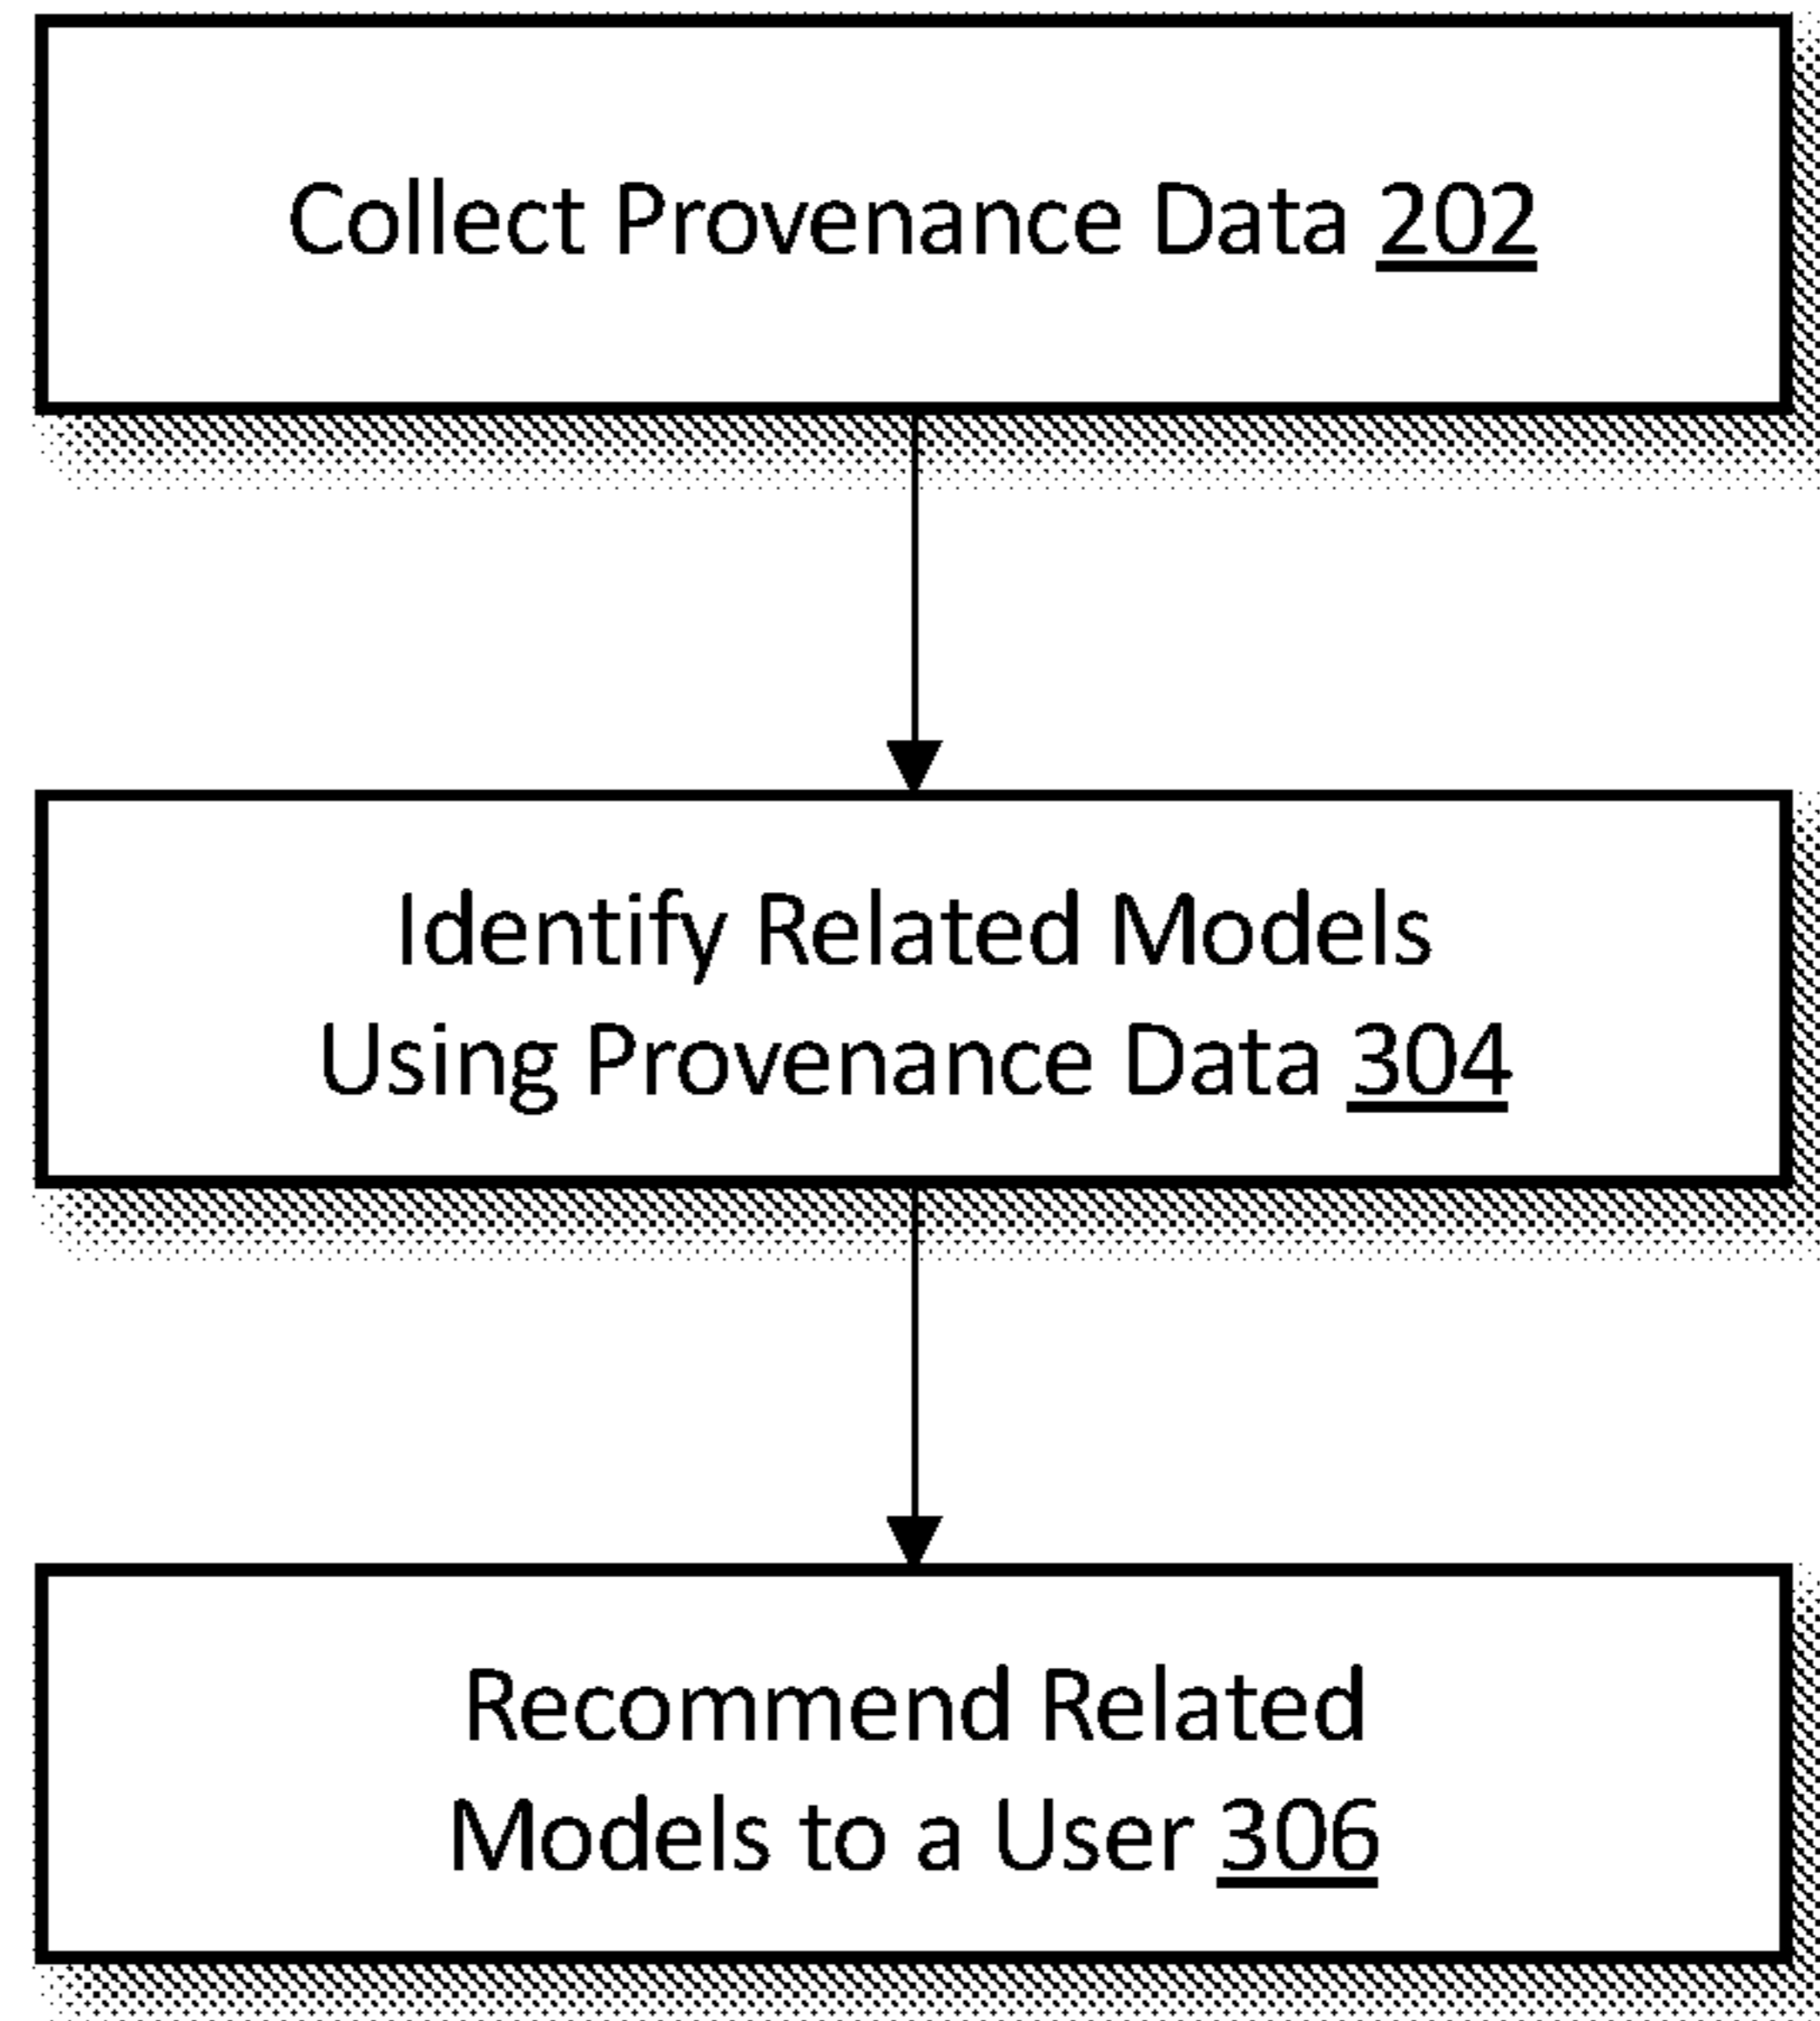 Collect Provenance Data 202
Identify Related Models
Using Provenance Data 304
Recommend Related
Models to a User 306